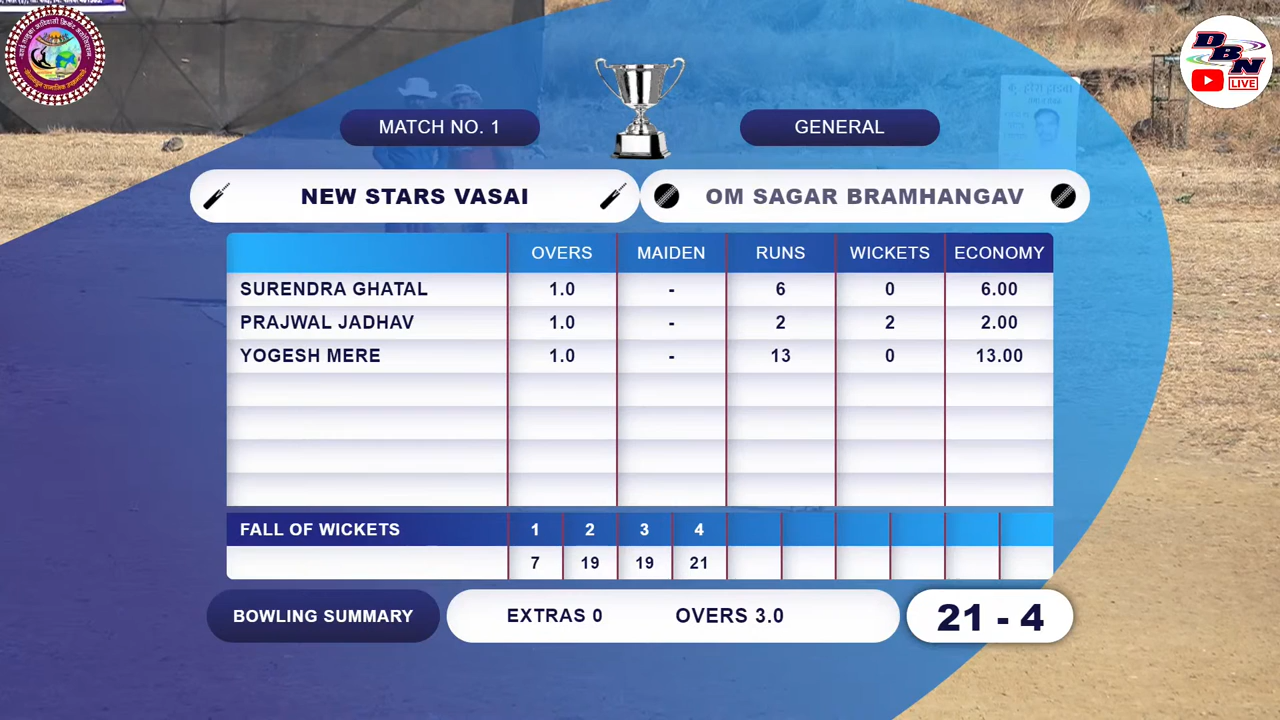 DBN
LIVE
MATCH NO. 1
GENERAL
NEW STARS VASAI
OM SAGAR BRAMHANGAV
OVERS MAIDEN RUNS WICKETS ECONOMY
SURENDRA GHATAL 1.0 - 6 0 6.00
PRAJWAL JADHAV 1.0 - 2 2 2.00
YOGESH MERE 1.0 - 13 0 13.00
FALL OF WICKETS 1 2 3 4
7 19 19 21
BOWLING SUMMARY EXTRAS 0 OVERS 3.0 21 - 4